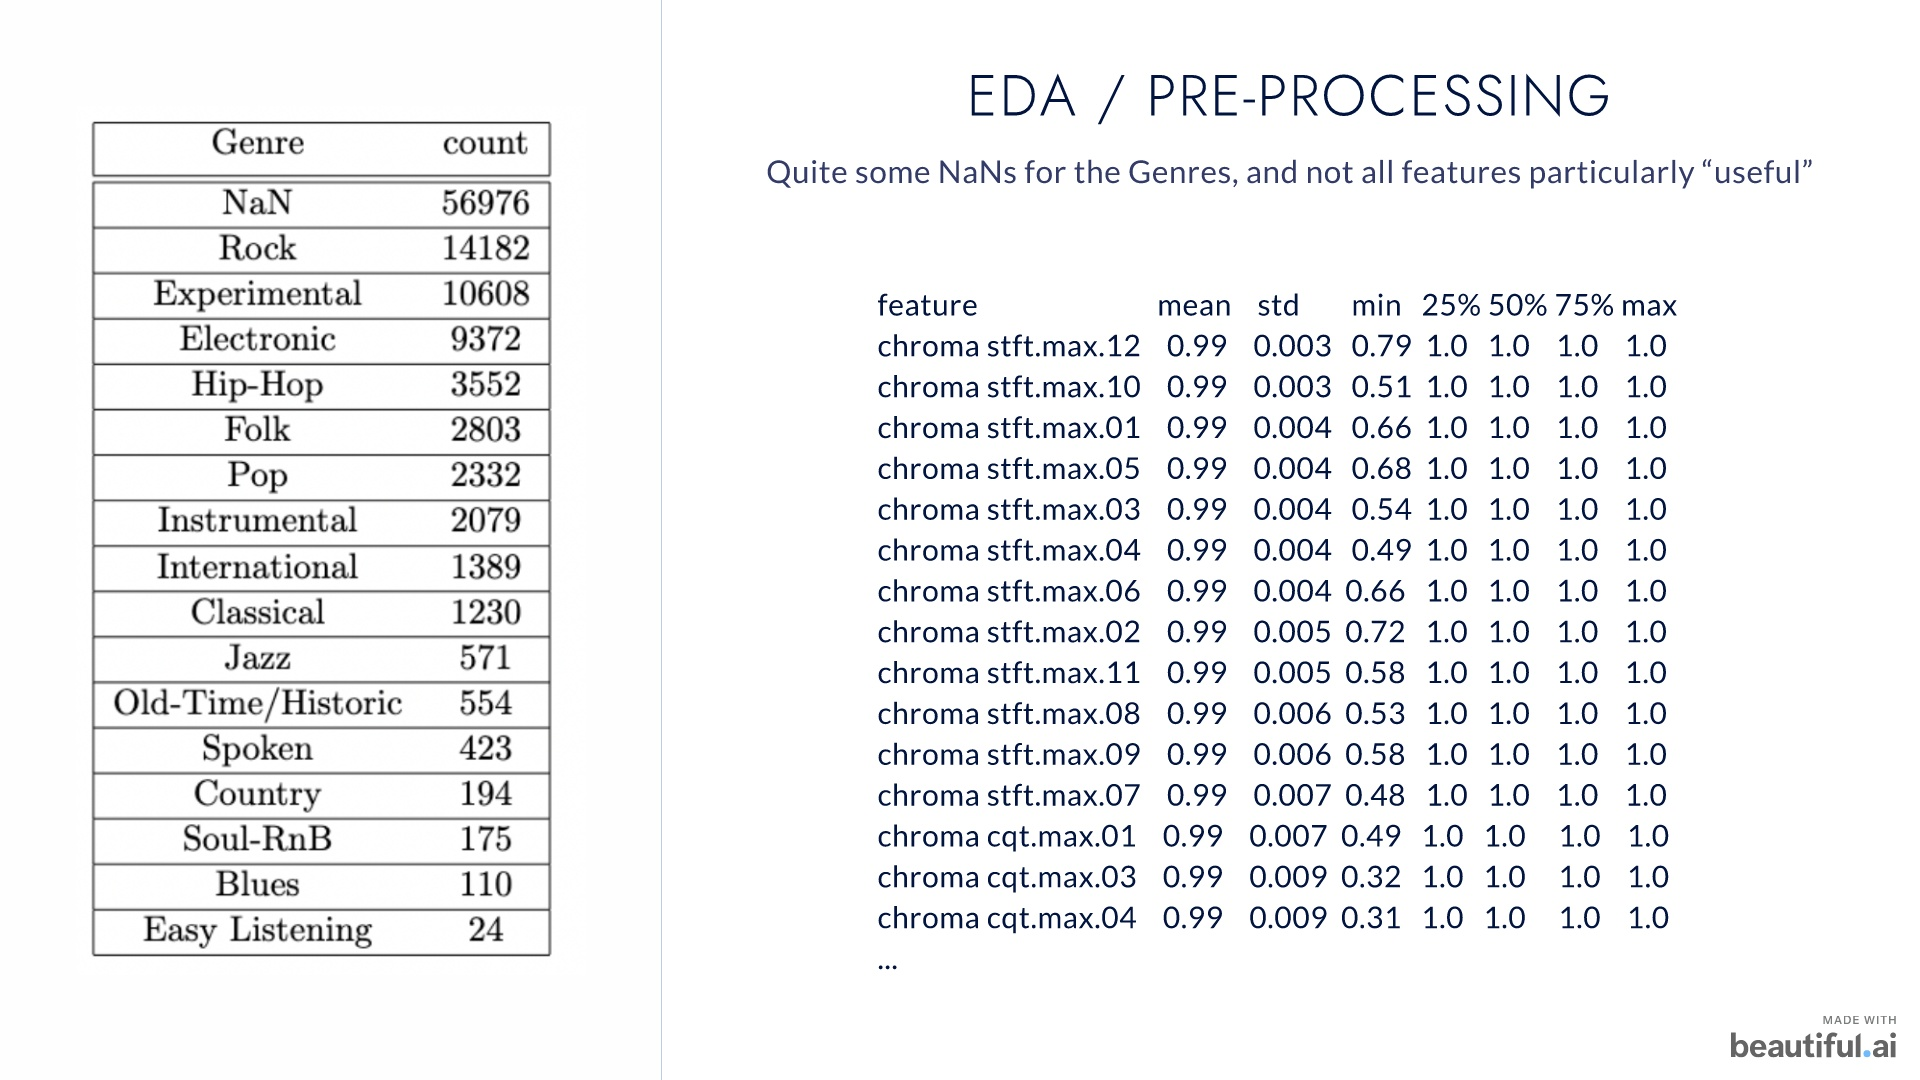 Genre count
NaN 56976
Rock 14182
Experimental 10608
Electronic 9372
Hip-Hop 3552
Folk 2803
Pop 2332
Instrumental 2079
International 1389
Classical 1230
Jazz 571
Old-Time/Historic 554
Spoken 423
Country 194
Soul-RnB 175
Blues 110
Easy Listening 24
EDA / PRE-PROCESSING
Quite some NaNs for the Genres, and not all features particularly “useful”
feature mean std min 25% 50% 75% max
chroma stft.max.12 0.99 0.003 0.79 1.0 1.0 1.0 1.0
chroma stft.max.10 0.99 0.003 0.51 1.0 1.0 1.0 1.0
chroma stft.max.01 0.99 0.004 0.66 1.0 1.0 1.0 1.0
chroma stft.max.05 0.99 0.004 0.68 1.0 1.0 1.0 1.0
chroma stft.max.03 0.99 0.004 0.54 1.0 1.0 1.0 1.0
chroma stft.max.04 0.99 0.004 0.49 1.0 1.0 1.0 1.0
chroma stft.max.06 0.99 0.004 0.66 1.0 1.0 1.0 1.0
chroma stft.max.02 0.99 0.005 0.72 1.0 1.0 1.0 1.0
chroma stft.max.11 0.99 0.005 0.58 1.0 1.0 1.0 1.0
chroma stft.max.08 0.99 0.006 0.53 1.0 1.0 1.0 1.0
chroma stft.max.09 0.99 0.006 0.58 1.0 1.0 1.0 1.0
chroma stft.max.07 0.99 0.007 0.48 1.0 1.0 1.0 1.0
chroma cqt.max.01 0.99 0.007 0.49 1.0 1.0 1.0 1.0
chroma cqt.max.03 0.99 0.009 0.32 1.0 1.0 1.0 1.0
chroma cqt.max.04 0.99 0.009 0.31 1.0 1.0 1.0 1.0
...
MADE WITH
beautiful.ai